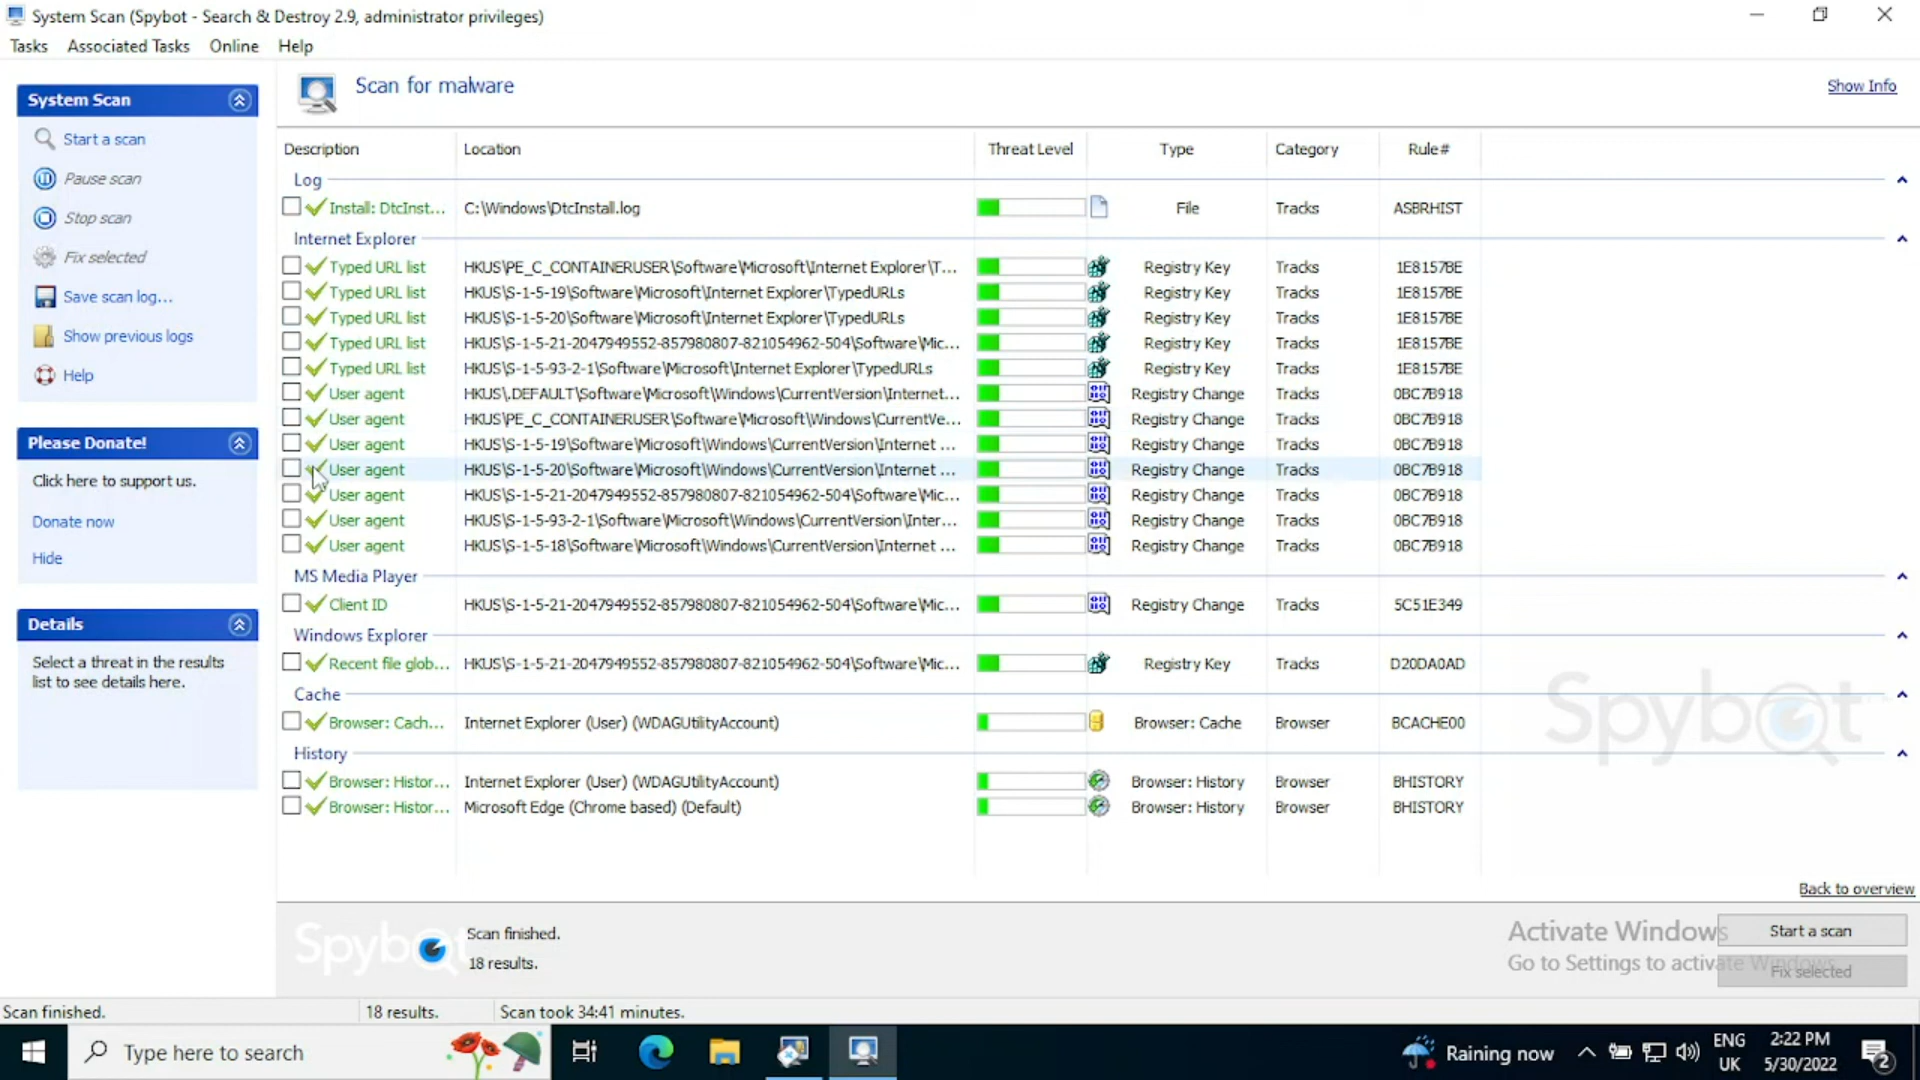 System Scan (Spybot - Search & Destroy 2.9, administrator privileges)
Tasks Associated Tasks Online Help
System Scan
Start a scan
Pause scan
Stop scan
Fix selected
Save scan log...
Show previous logs
Help
Please Donate!
Click here to support us.
Donate now
Hide
Details
Select a threat in the results
list to see details here.
Scan for malware
Show Info
Description Location Threat Level Type Category Rule#
Log
Install: DtcInst... C:\Windows\DtcInstall.log File Tracks ASBRHIST
Internet Explorer
Typed URL list HKUS\PE_C_CONTAINERUSER\Software\Microsoft\Internet Explorer\T... Registry Key Tracks 1E8157BE
Typed URL list HKUS\S-1-5-19\Software\Microsoft\Internet Explorer\TypedURLs Registry Key Tracks 1E8157BE
Typed URL list HKUS\S-1-5-20\Software\Microsoft\Internet Explorer\TypedURLs Registry Key Tracks 1E8157BE
Typed URL list HKUS\S-1-5-21-2047949552-857980807-821054962-504\Software\Mic... Registry Key Tracks 1E8157BE
Typed URL list HKUS\S-1-5-93-2-1\Software\Microsoft\Internet Explorer\TypedURLs Registry Key Tracks 1E8157BE
User agent HKUS\.DEFAULT\Software\Microsoft\Windows\CurrentVersion\Internet... Registry Change Tracks 0BC7B918
User agent HKUS\PE_C_CONTAINERUSER\Software\Microsoft\Windows\CurrentVe... Registry Change Tracks 0BC7B918
User agent HKUS\S-1-5-19\Software\Microsoft\Windows\CurrentVersion\Internet ... Registry Change Tracks 0BC7B918
User agent HKUS\S-1-5-20\Software\Microsoft\Windows\CurrentVersion\Internet ... Registry Change Tracks 0BC7B918
User agent HKUS\S-1-5-21-2047949552-857980807-821054962-504\Software\Mic... Registry Change Tracks 0BC7B918
User agent HKUS\S-1-5-93-2-1\Software\Microsoft\Windows\CurrentVersion\Inter... Registry Change Tracks 0BC7B918
User agent HKUS\S-1-5-18\Software\Microsoft\Windows\CurrentVersion\Internet ... Registry Change Tracks 0BC7B918
MS Media Player
Client ID HKUS\S-1-5-21-2047949552-857980807-821054962-504\Software\Mic... Registry Change Tracks 5C51E349
Windows Explorer
Recent file glob... HKUS\S-1-5-21-2047949552-857980807-821054962-504\Software\Mic... Registry Key Tracks D20DA0AD
Cache
Browser: Cach... Internet Explorer (User) (WDAGUtilityAccount) Browser: Cache Browser BCACHE00
History
Browser: Histor... Internet Explorer (User) (WDAGUtilityAccount) Browser: History Browser BHISTORY
Browser: Histor... Microsoft Edge (Chrome based) (Default) Browser: History Browser BHISTORY
Spybot
Back to overview
Spybot
Scan finished.
18 results.
Activate Windows
Go to Settings to activate Windows.
Start a scan
Fix selected
Scan finished. 18 results. Scan took 34:41 minutes.
Type here to search
Raining now
ENG
UK
2:22 PM
5/30/2022
2